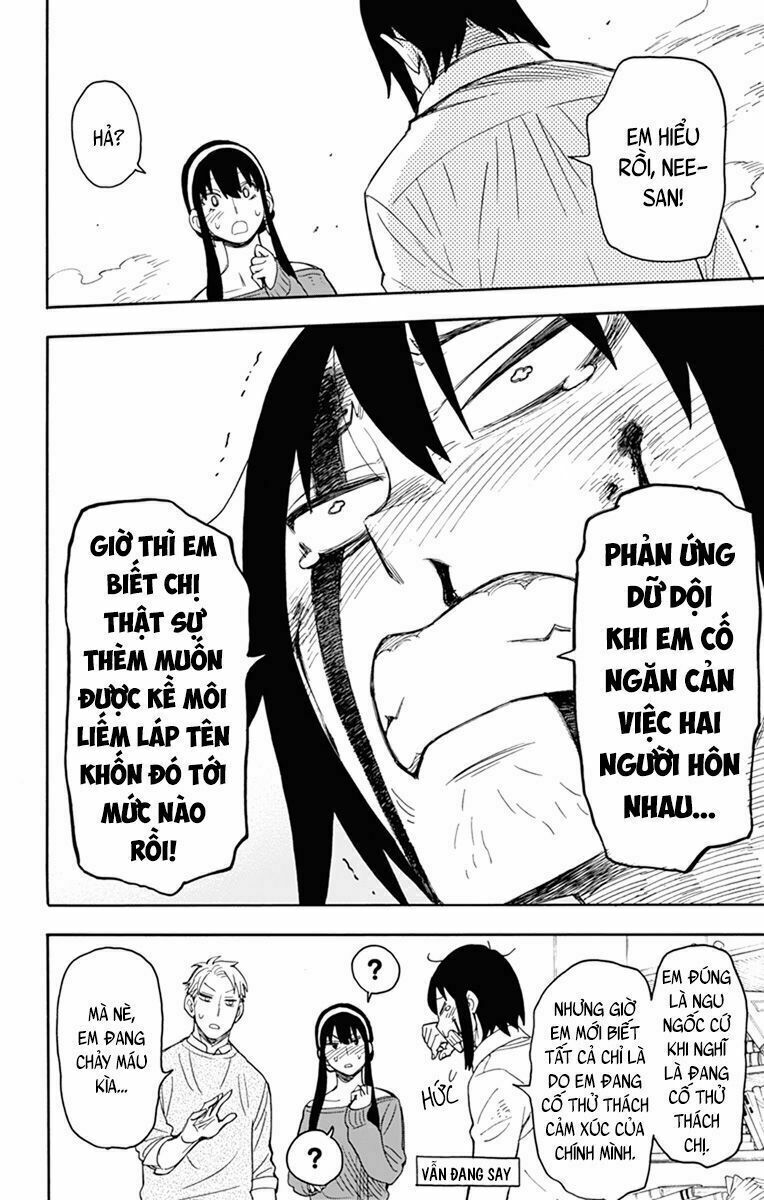 EM HIỂU
RỒI, NEE-
SAN!
HẢ?
PHẢN ỨNG
DỮ DỘI
KHI EM CỐ
NGĂN CẢN
VIỆC HAI
NGƯỜI HÔN
NHAU...
GIỜ THÌ EM
BIẾT CHỊ
THẬT SỰ
THÈM MUỐN
ĐƯỢC KỀ MÔI
LIẾM LÁP TÊN
KHỐN ĐÓ TỚI
MỨC NÀO
RỒI!
EM ĐÚNG
LÀ NGU
NGỐC CỨ
KHI NGHĨ
LÀ ĐANG
CỐ THỬ
THÁCH
CHỊ.
NHƯNG GIỜ
EM MỚI BIẾT
TẤT CẢ CHỈ LÀ
DO EM ĐANG
CỐ THỬ THÁCH
CẢM XÚC CỦA
CHÍNH MÌNH.
HỨC
VẪN ĐANG SAY
?
?
MÀ NÈ,
EM ĐANG
CHẢY MÁU
KÌA...